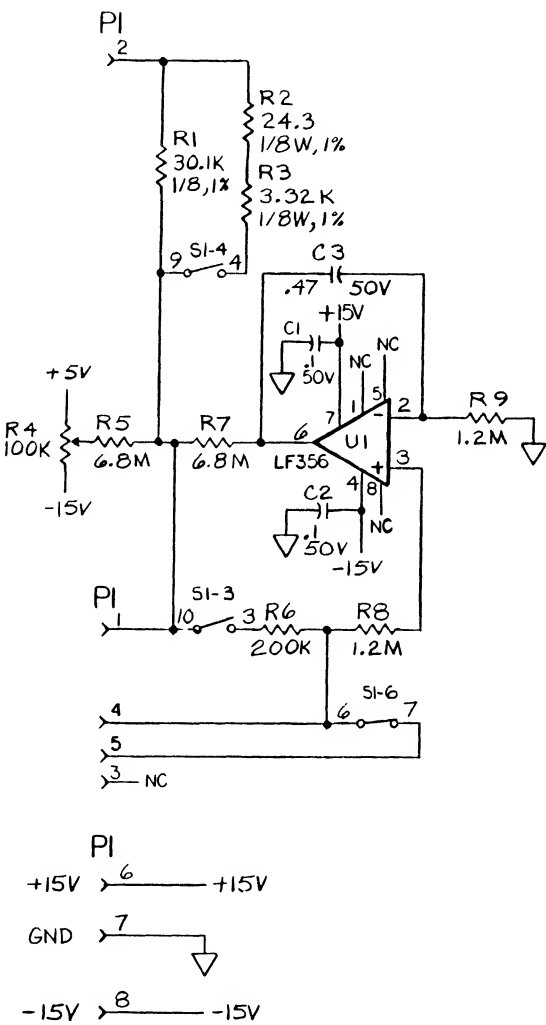 P1
2
R1
30.1K
1/8, 1%
R2
24.3
1/8W, 1%
R3
3.32K
1/8W, 1%
9 S1-4 4
C3
.47 50V
+15V
C1
.1
50V
NC
NC
+5V
R4
100K
-15V
R5
6.8M
R7
6.8M
6
7
1
5
2
-
U1
+
3
4
8
LF356
NC
R9
1.2M
C2
.1
50V
-15V
P1
1
10 S1-3 3
R6
200K
R8
1.2M
S1-6
6 7
4
5
3 NC
P1
+15V 6 +15V
GND 7
-15V 8 -15V